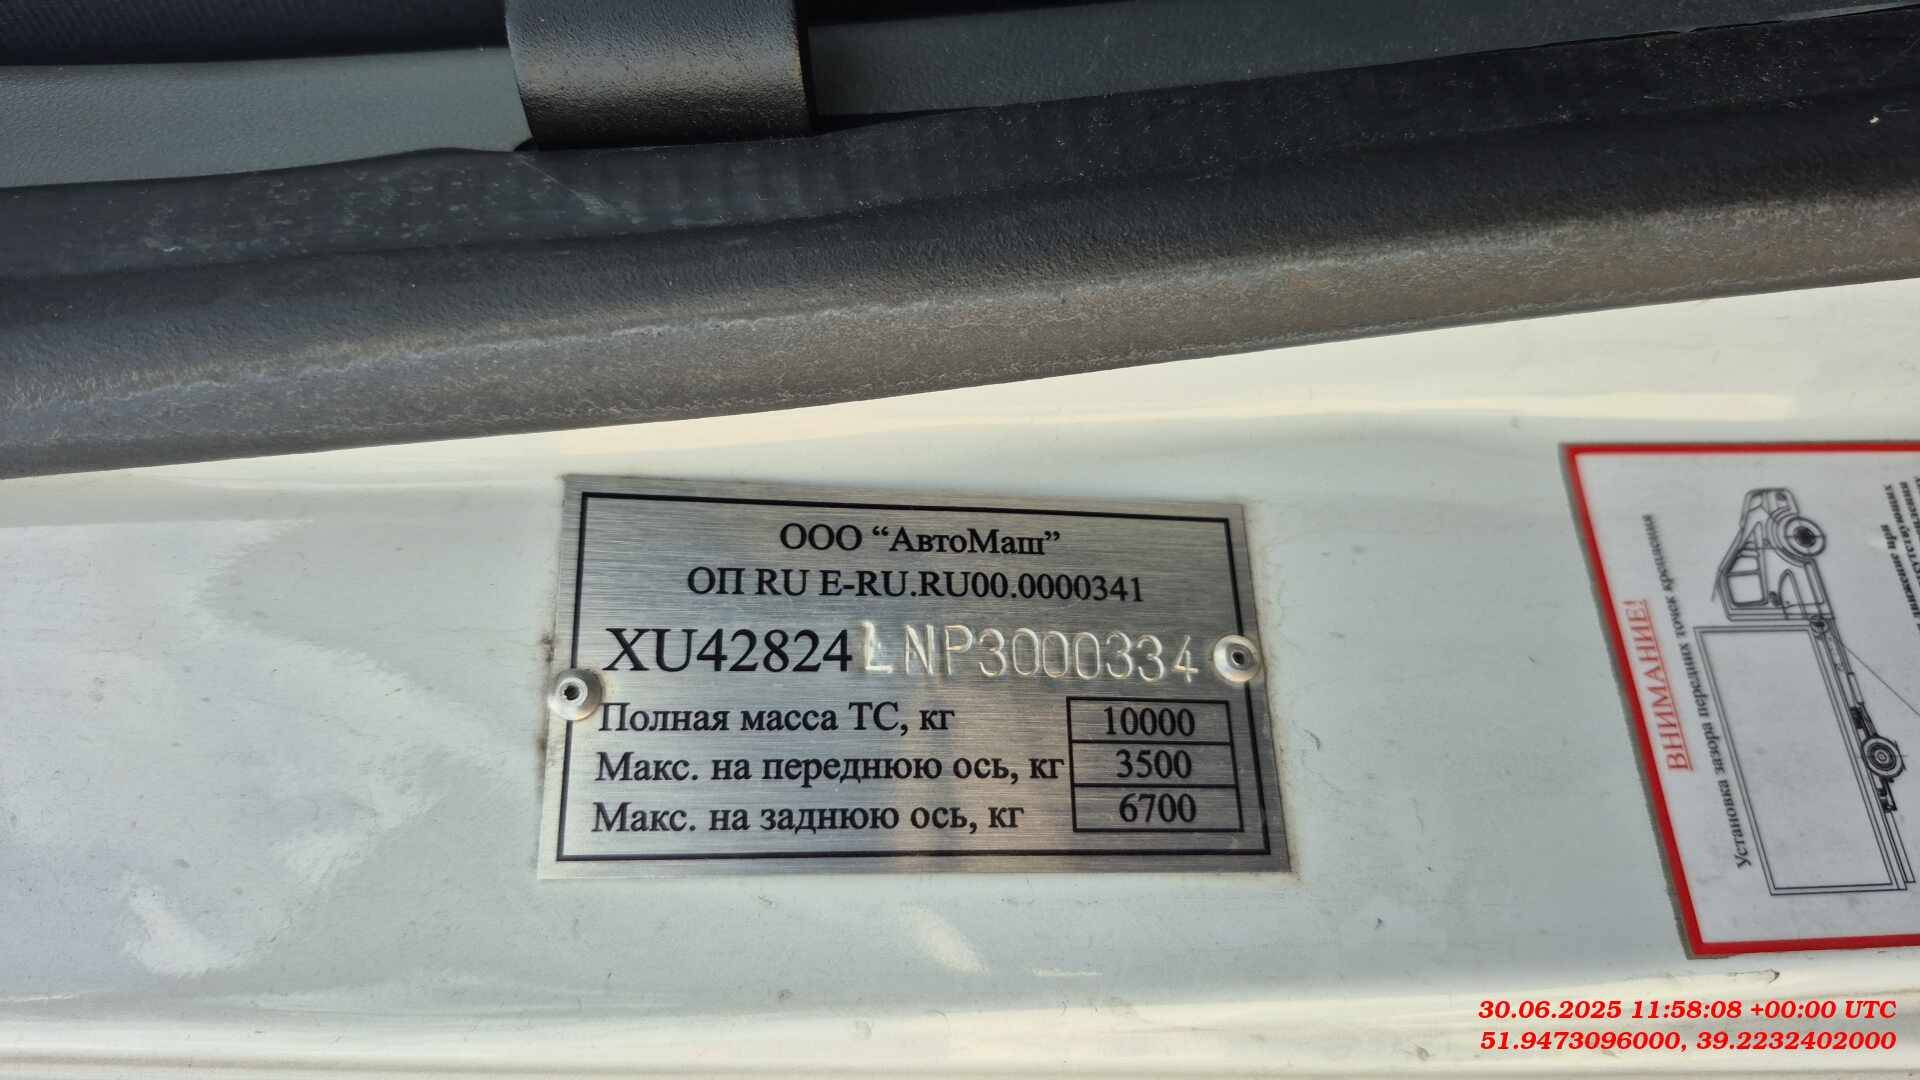 ООО “АвтоМаш”
ОП RU E-RU.RU00.0000341
XU42824LNP3000334
Полная масса ТС, кг 10000
Макс. на переднюю ось, кг 3500
Макс. на заднюю ось, кг 6700
ВНИМАНИЕ!
Установка зазора передних точек крепления
движение при
30.06.2025 11:58:08 +00:00 UTC
51.9473096000, 39.2232402000